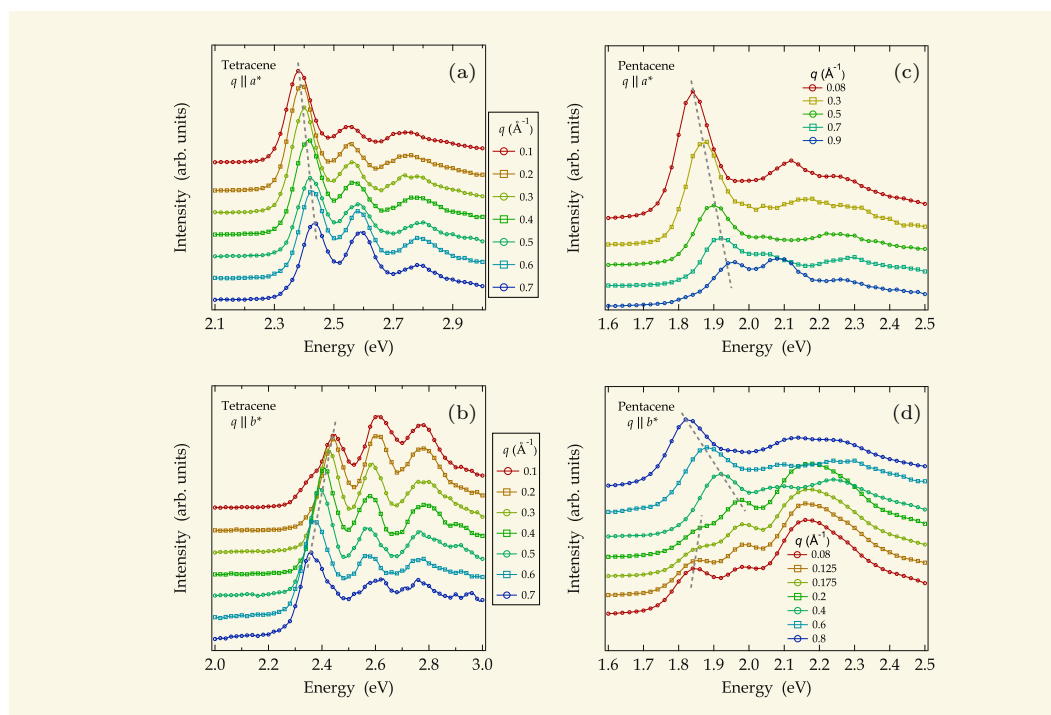 Tetracene
q || a*
(a)
Intensity (arb. units)
2.1 2.3 2.5 2.7 2.9
Energy (eV)
q (Å⁻¹)
0.1
0.2
0.3
0.4
0.5
0.6
0.7
Pentacene
q || a*
(c)
q (Å⁻¹)
0.08
0.3
0.5
0.7
0.9
Intensity (arb. units)
1.6 1.7 1.8 1.9 2.0 2.1 2.2 2.3 2.4 2.5
Energy (eV)
Tetracene
q || b*
(b)
Intensity (arb. units)
2.0 2.2 2.4 2.6 2.8 3.0
Energy (eV)
q (Å⁻¹)
0.1
0.2
0.3
0.4
0.5
0.6
0.7
Pentacene
q || b*
(d)
Intensity (arb. units)
q (Å⁻¹)
0.08
0.125
0.175
0.2
0.4
0.6
0.8
1.6 1.7 1.8 1.9 2.0 2.1 2.2 2.3 2.4 2.5
Energy (eV)